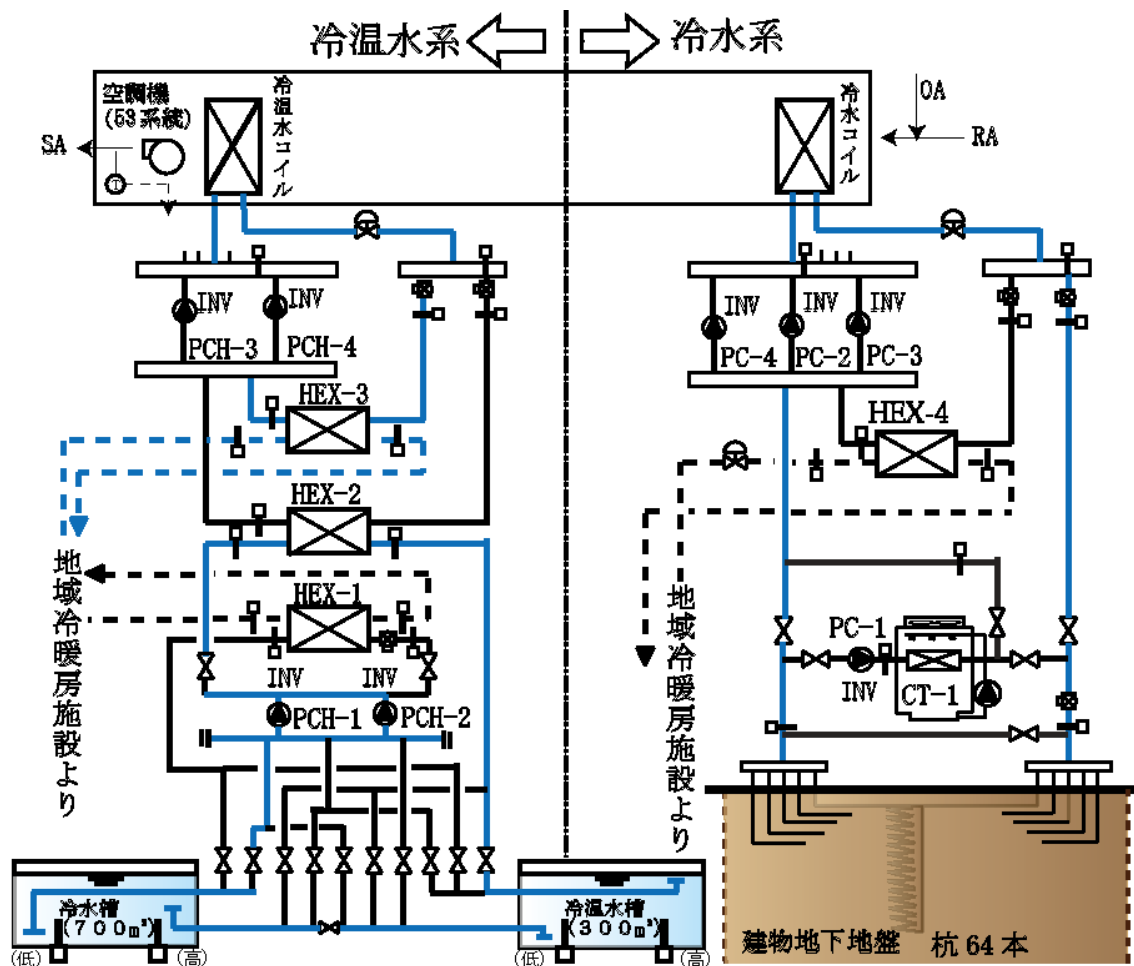 冷温水系
冷水系
空調機
(53系統)
冷温水コイル
冷水コイル
OA
SA
RA
T
INV
INV
PCH-3
PCH-4
INV
INV
INV
PC-4
PC-2
PC-3
HEX-3
HEX-4
HEX-2
HEX-1
地域冷暖房施設より
地域冷暖房施設より
PC-1
INV
CT-1
INV
INV
PCH-1
PCH-2
冷水槽
(700m³)
冷温水槽
(300m³)
(低)
(高)
(低)
(高)
建物地下地盤 杭64本